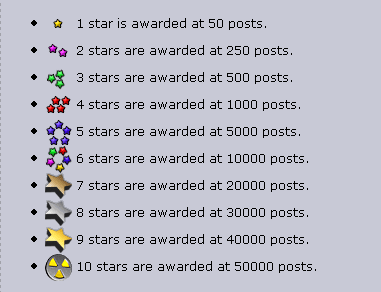 1 star is awarded at 50 posts.
2 stars are awarded at 250 posts.
3 stars are awarded at 500 posts.
4 stars are awarded at 1000 posts.
5 stars are awarded at 5000 posts.
6 stars are awarded at 10000 posts.
7 stars are awarded at 20000 posts.
8 stars are awarded at 30000 posts.
9 stars are awarded at 40000 posts.
10 stars are awarded at 50000 posts.